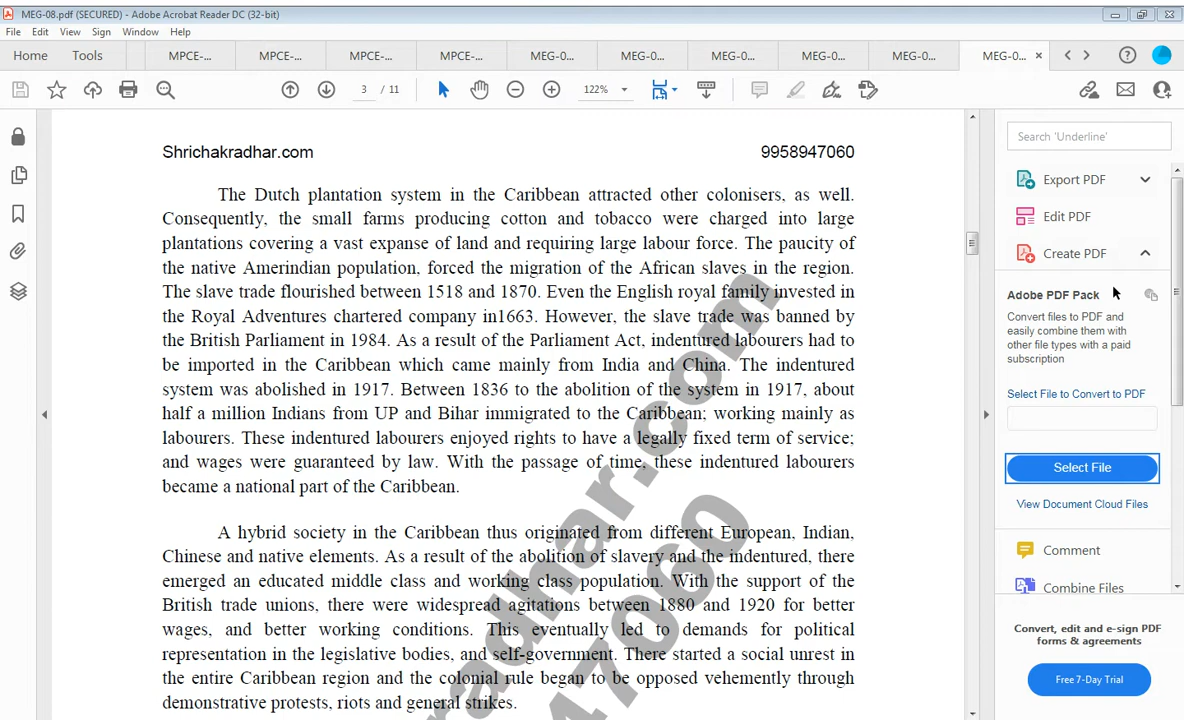 MEG-08.pdf (SECURED) - Adobe Acrobat Reader DC (32-bit)
File Edit View Sign Window Help
Home Tools MPCE-... MPCE-... MPCE-... MPCE-... MEG-0... MEG-0... MEG-0... MEG-0... MEG-0... MEG-0...
3 / 11 122%
Shrichakradhar.com 9958947060
The Dutch plantation system in the Caribbean attracted other colonisers, as well.
Consequently, the small farms producing cotton and tobacco were charged into large
plantations covering a vast expanse of land and requiring large labour force. The paucity of
the native Amerindian population, forced the migration of the African slaves in the region.
The slave trade flourished between 1518 and 1870. Even the English royal family invested in
the Royal Adventures chartered company in1663. However, the slave trade was banned by
the British Parliament in 1984. As a result of the Parliament Act, indentured labourers had to
be imported in the Caribbean which came mainly from India and China. The indentured
system was abolished in 1917. Between 1836 to the abolition of the system in 1917, about
half a million Indians from UP and Bihar immigrated to the Caribbean; working mainly as
labourers. These indentured labourers enjoyed rights to have a legally fixed term of service;
and wages were guaranteed by law. With the passage of time, these indentured labourers
became a national part of the Caribbean.
A hybrid society in the Caribbean thus originated from different European, Indian,
Chinese and native elements. As a result of the abolition of slavery and the indentured, there
emerged an educated middle class and working class population. With the support of the
British trade unions, there were widespread agitations between 1880 and 1920 for better
wages, and better working conditions. This eventually led to demands for political
representation in the legislative bodies, and self-government. There started a social unrest in
the entire Caribbean region and the colonial rule began to be opposed vehemently through
demonstrative protests, riots and general strikes.
radhar.com
47060
Search 'Underline'
Export PDF
Edit PDF
Create PDF
Adobe PDF Pack
Convert files to PDF and
easily combine them with
other file types with a paid
subscription
Select File to Convert to PDF
Select File
View Document Cloud Files
Comment
Combine Files
Convert, edit and e-sign PDF
forms & agreements
Free 7-Day Trial